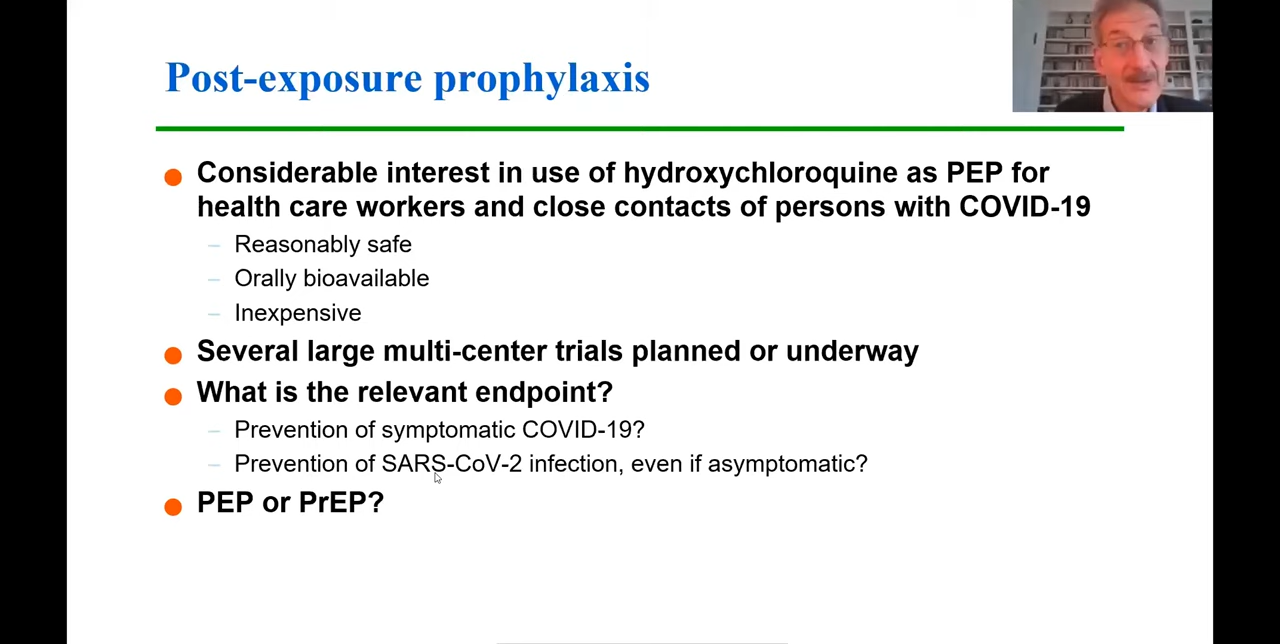 Post-exposure prophylaxis
Considerable interest in use of hydroxychloroquine as PEP for
health care workers and close contacts of persons with COVID-19
– Reasonably safe
– Orally bioavailable
– Inexpensive
Several large multi-center trials planned or underway
What is the relevant endpoint?
– Prevention of symptomatic COVID-19?
– Prevention of SARS-CoV-2 infection, even if asymptomatic?
PEP or PrEP?